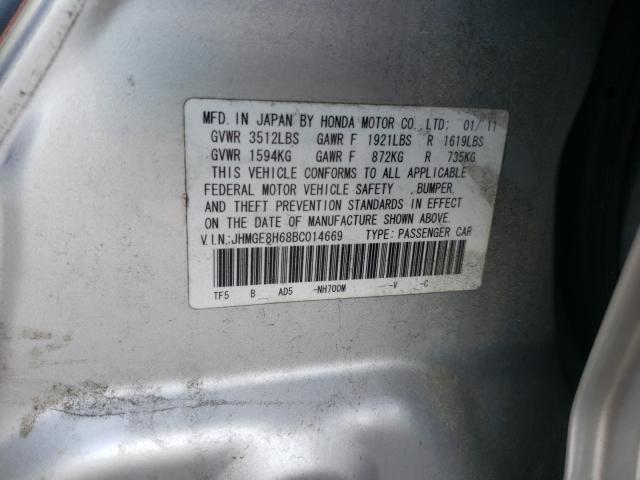 MFD. IN JAPAN BY HONDA MOTOR CO., LTD: 01/11
GVWR 3512LBS GAWR F 1921LBS R 1619LBS
GVWR 1594KG GAWR F 872KG R 735KG
THIS VEHICLE CONFORMS TO ALL APPLICABLE
FEDERAL MOTOR VEHICLE SAFETY ,BUMPER,
AND THEFT PREVENTION STANDARDS IN EFFECT
ON THE DATE OF MANUFACTURE SHOWN ABOVE.
V.I.N.:JHMGE8H68BC014669 TYPE: PASSENGER CAR
TF5 B AD5 -NH700M -V -C